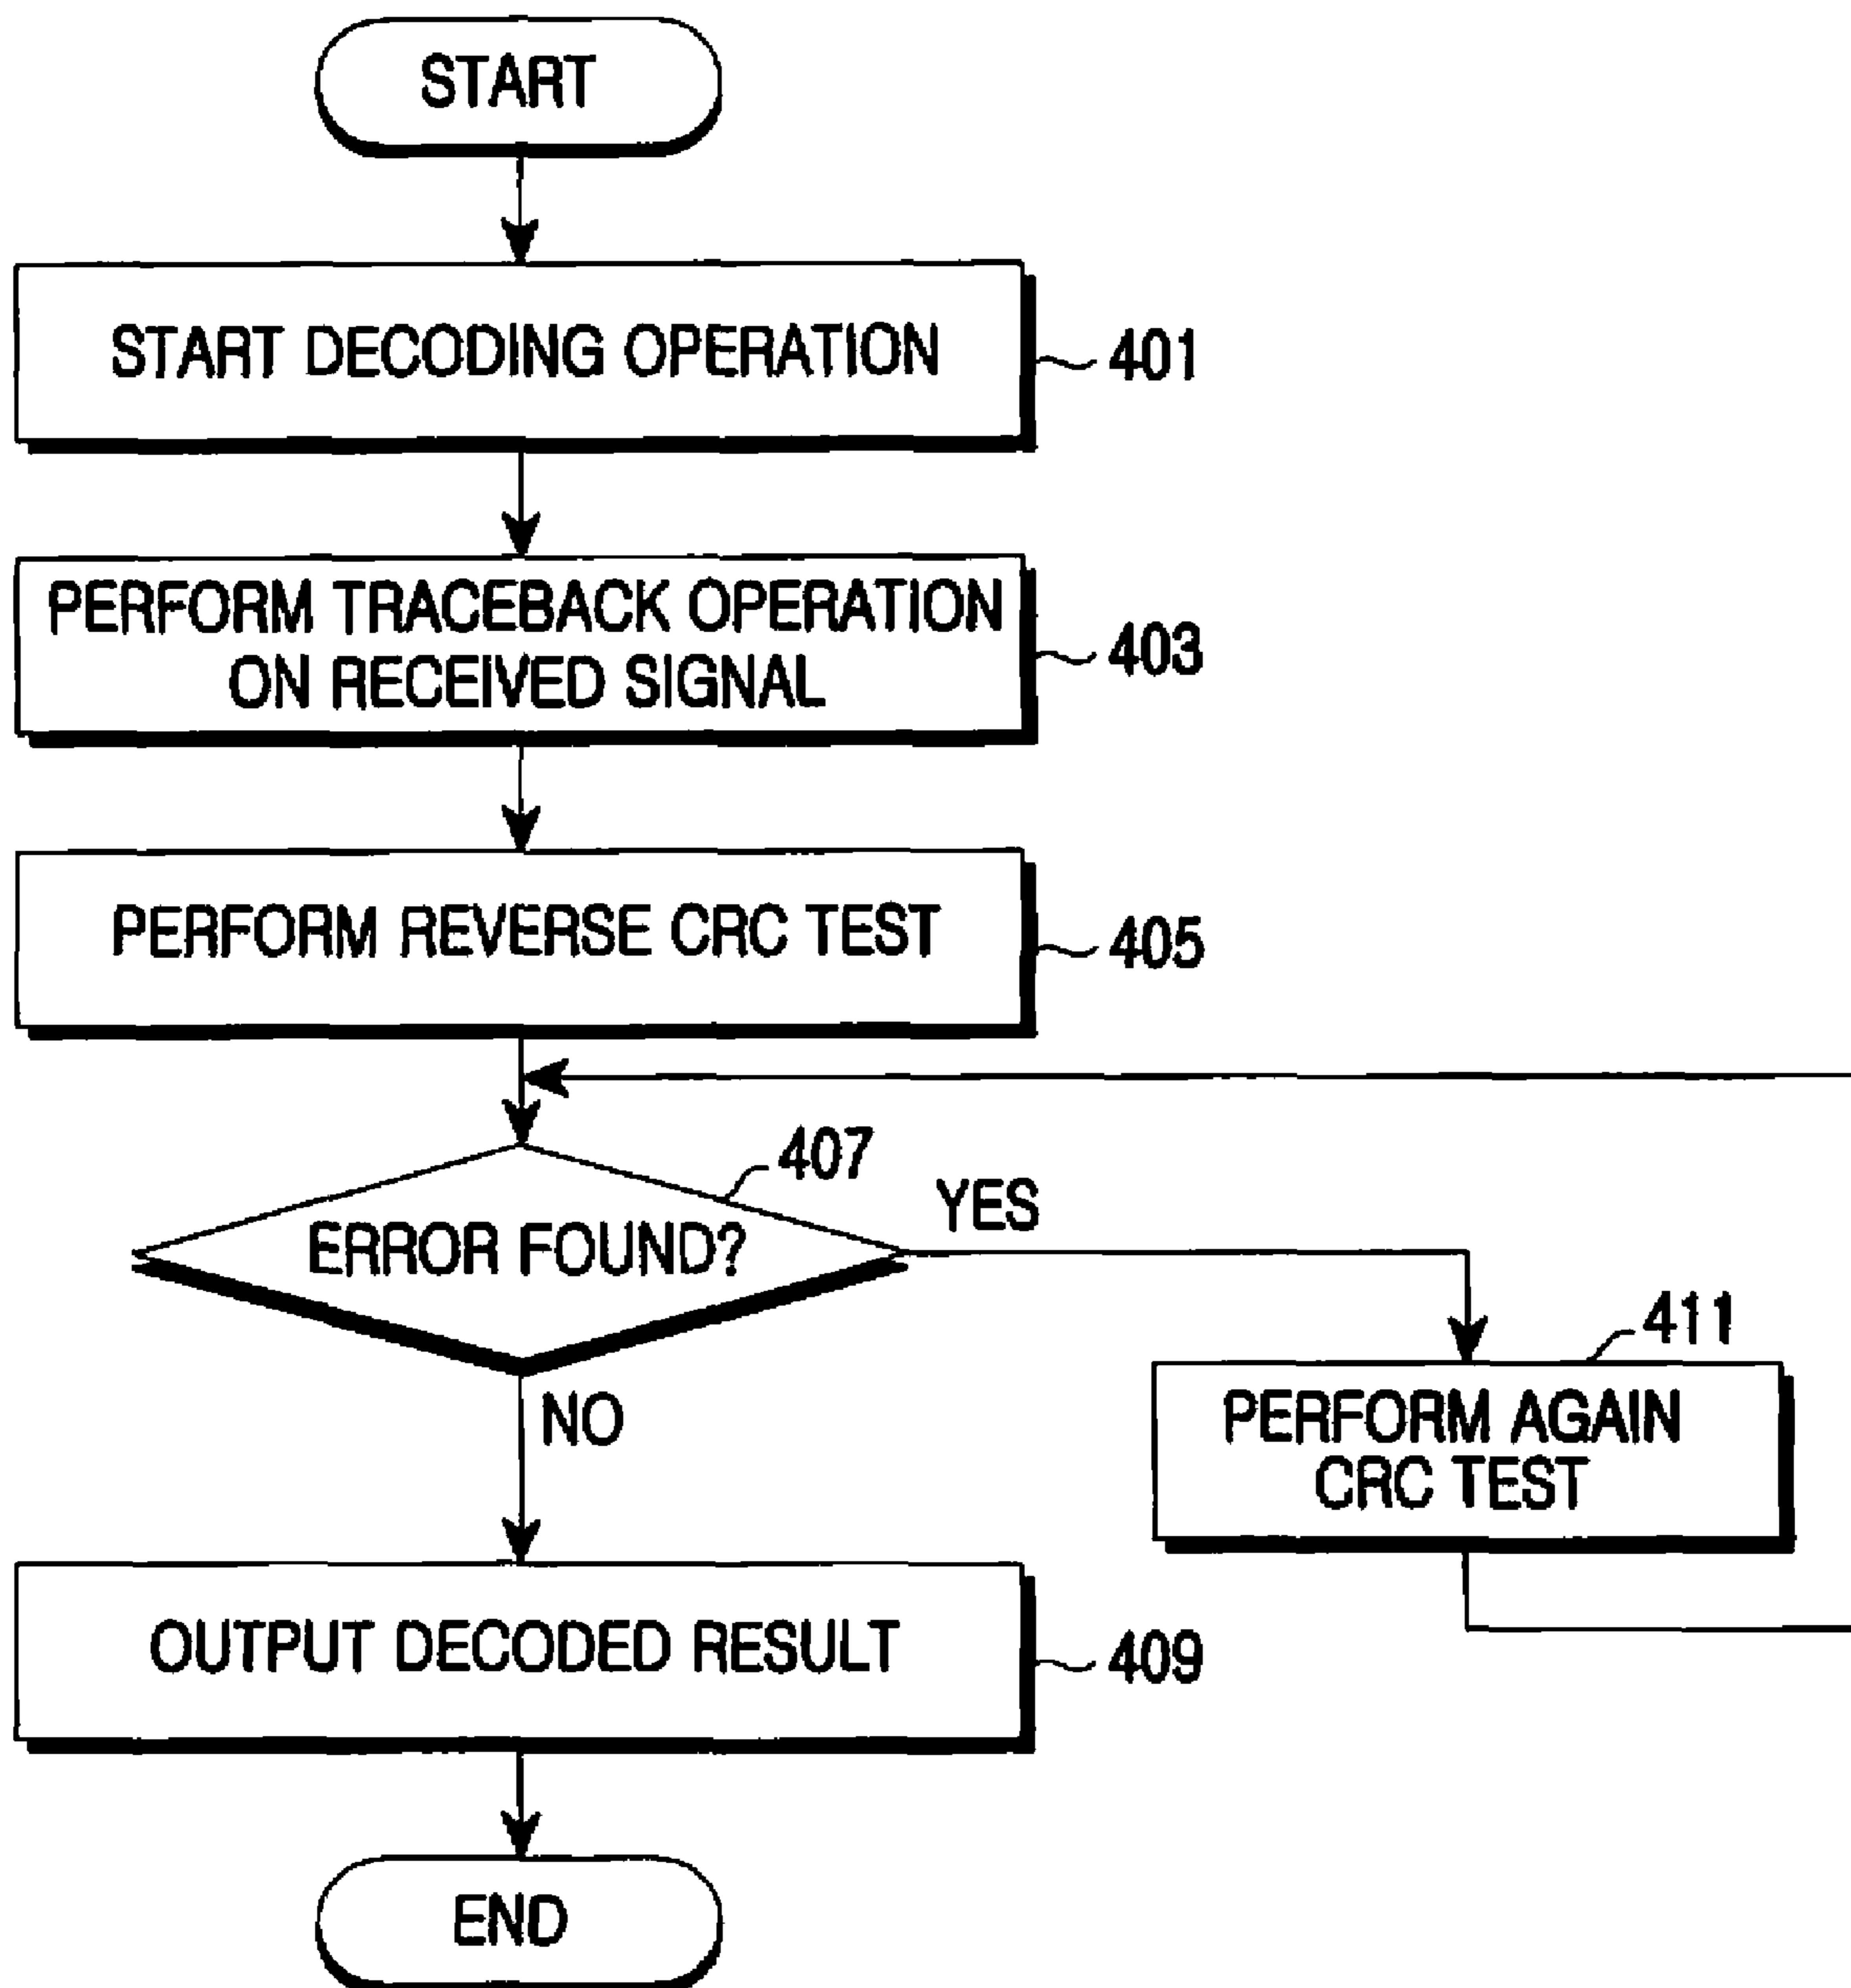 START
START DECODING OPERATION
401
PERFORM TRACEBACK OPERATION
ON RECEIVED SIGNAL
403
PERFORM REVERSE CRC TEST
405
407
ERROR FOUND?
YES
411
PERFORM AGAIN
CRC TEST
NO
OUTPUT DECODED RESULT
409
END